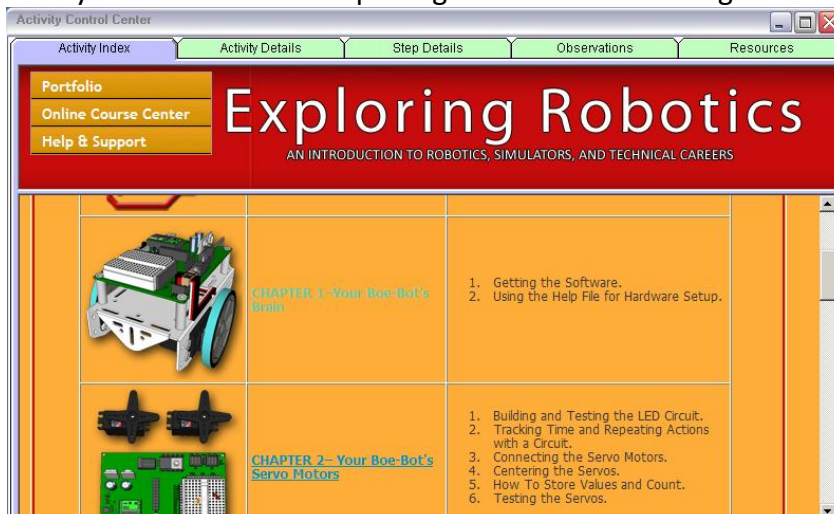 Activity Control Center
Activity Index
Activity Details
Step Details
Observations
Resources
Portfolio
Online Course Center
Help & Support
Exploring Robotics
AN INTRODUCTION TO ROBOTICS, SIMULATORS, AND TECHNICAL CAREERS
CHAPTER 1–Your Boe-Bot's
Brain
1. Getting the Software.
2. Using the Help File for Hardware Setup.
CHAPTER 2– Your Boe-Bot's
Servo Motors
1. Building and Testing the LED Circuit.
2. Tracking Time and Repeating Actions
with a Circuit.
3. Connecting the Servo Motors.
4. Centering the Servos.
5. How To Store Values and Count.
6. Testing the Servos.